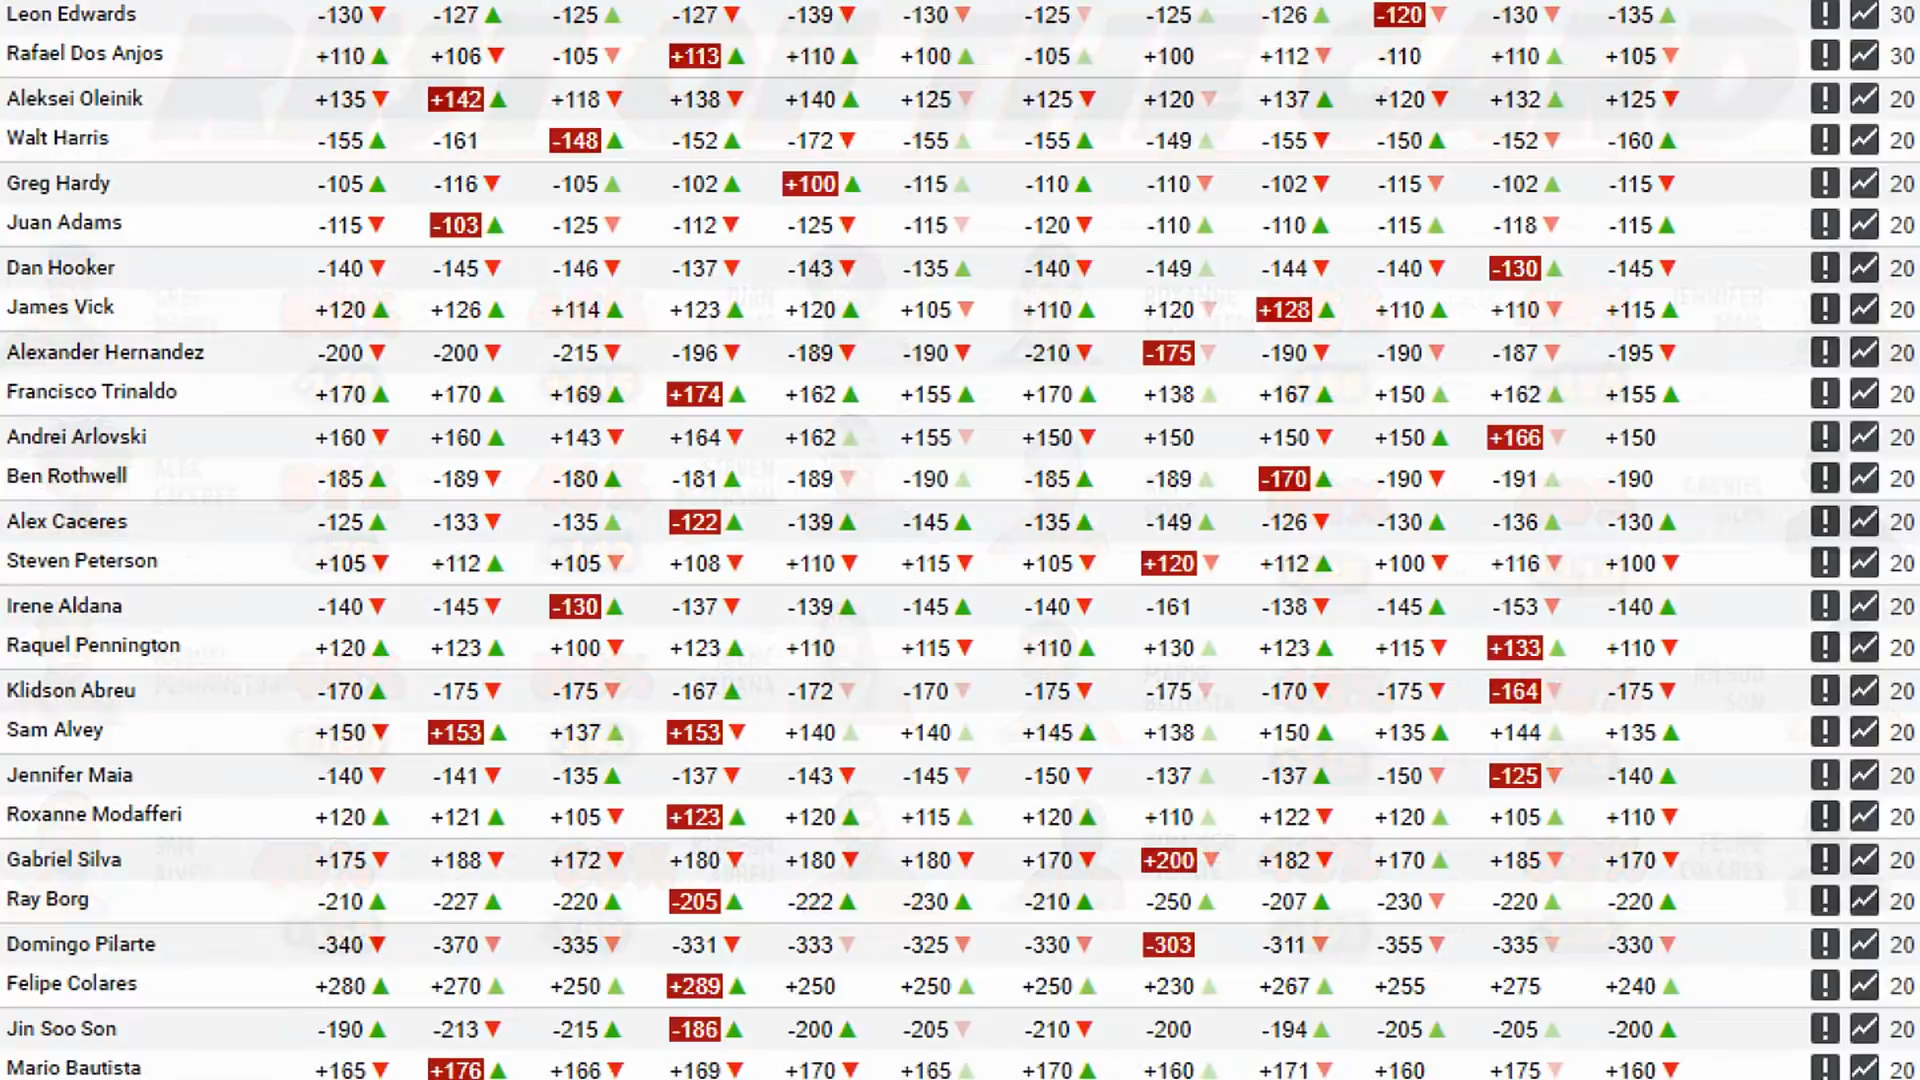 Leon Edwards -130 -127 -125 -127 -139 -130 -125 -125 -126 -120 -130 -135 30
Rafael Dos Anjos +110 +106 -105 +113 +110 +100 -105 +100 +112 -110 +110 +105 30
Aleksei Oleinik +135 +142 +118 +138 +140 +125 +125 +120 +137 +120 +132 +125 20
Walt Harris -155 -161 -148 -152 -172 -155 -155 -149 -155 -150 -152 -160 20
Greg Hardy -105 -116 -105 -102 +100 -115 -110 -110 -102 -115 -102 -115 20
Juan Adams -115 -103 -125 -112 -125 -115 -120 -110 -110 -115 -118 -115 20
Dan Hooker -140 -145 -146 -137 -143 -135 -140 -149 -144 -140 -130 -145 20
James Vick +120 +126 +114 +123 +120 +105 +110 +120 +128 +110 +110 +115 20
Alexander Hernandez -200 -200 -215 -196 -189 -190 -210 -175 -190 -190 -187 -195 20
Francisco Trinaldo +170 +170 +169 +174 +162 +155 +170 +138 +167 +150 +162 +155 20
Andrei Arlovski +160 +160 +143 +164 +162 +155 +150 +150 +150 +150 +166 +150 20
Ben Rothwell -185 -189 -180 -181 -189 -190 -185 -189 -170 -190 -191 -190 20
Alex Caceres -125 -133 -135 -122 -139 -145 -135 -149 -126 -130 -136 -130 20
Steven Peterson +105 +112 +105 +108 +110 +115 +105 +120 +112 +100 +116 +100 20
Irene Aldana -140 -145 -130 -137 -139 -145 -140 -161 -138 -145 -153 -140 20
Raquel Pennington +120 +123 +100 +123 +110 +115 +110 +130 +123 +115 +133 +110 20
Klidson Abreu -170 -175 -175 -167 -172 -170 -175 -175 -170 -175 -164 -175 20
Sam Alvey +150 +153 +137 +153 +140 +140 +145 +138 +150 +135 +144 +135 20
Jennifer Maia -140 -141 -135 -137 -143 -145 -150 -137 -137 -150 -125 -140 20
Roxanne Modafferi +120 +121 +105 +123 +120 +115 +120 +110 +122 +120 +105 +110 20
Gabriel Silva +175 +188 +172 +180 +180 +180 +170 +200 +182 +170 +185 +170 20
Ray Borg -210 -227 -220 -205 -222 -230 -210 -250 -207 -230 -220 -220 20
Domingo Pilarte -340 -370 -335 -331 -333 -325 -330 -303 -311 -355 -335 -330 20
Felipe Colares +280 +270 +250 +289 +250 +250 +250 +230 +267 +255 +275 +240 20
Jin Soo Son -190 -213 -215 -186 -200 -205 -210 -200 -194 -205 -205 -200 20
Mario Bautista +165 +176 +166 +169 +170 +165 +170 +160 +171 +160 +175 +160 20